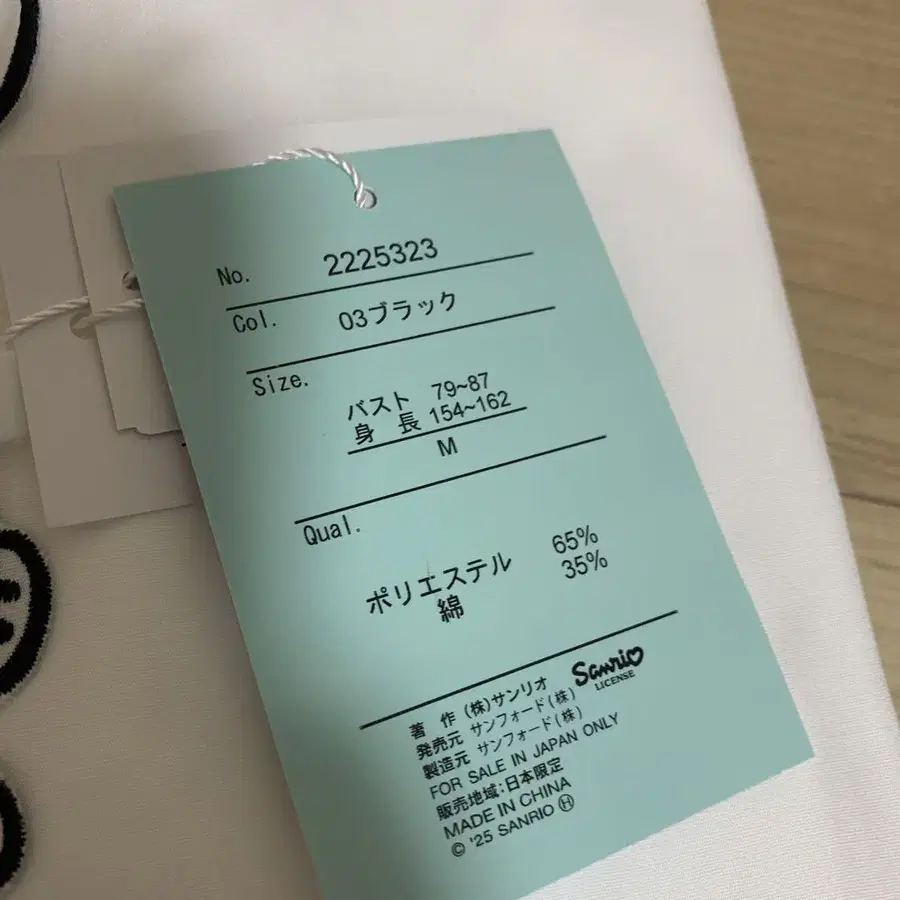 No. 2225323
Col. 03ブラック
Size.
バスト 79~87
身 長 154~162
M
Qual.
ポリエステル 65%
綿 35%
Sanrio
LICENSE
著 作 (株)サンリオ
発売元 サンフォード(株)
製造元 サンフォード(株)
FOR SALE IN JAPAN ONLY
販売地域:日本限定
MADE IN CHINA
© '25 SANRIO Ⓗ